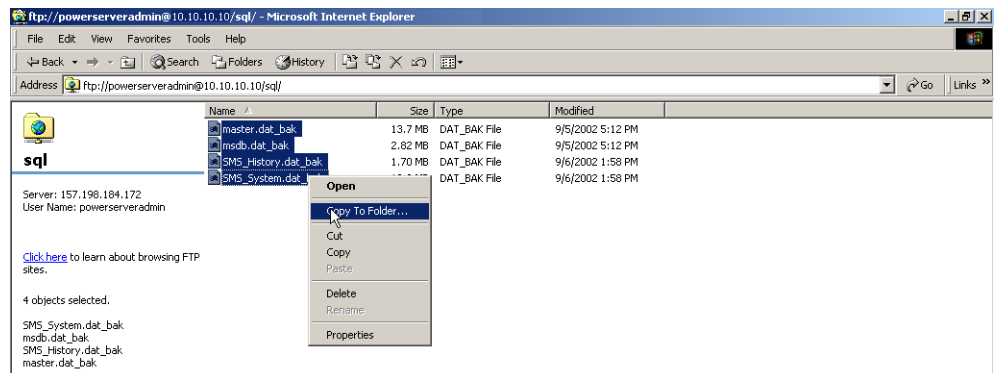 ftp://powerserveradmin@10.10.10.10/sql/ - Microsoft Internet Explorer
File Edit View Favorites Tools Help
Back Search Folders History
Address ftp://powerserveradmin@10.10.10.10/sql/ Go Links »
Name Size Type Modified
master.dat_bak 13.7 MB DAT_BAK File 9/5/2002 5:12 PM
msdb.dat_bak 2.82 MB DAT_BAK File 9/5/2002 5:12 PM
SMS_History.dat_bak 1.70 MB DAT_BAK File 9/6/2002 1:58 PM
SMS_System.dat MB DAT_BAK File 9/6/2002 1:58 PM
sql
Server: 157.198.184.172
User Name: powerserveradmin
Click here to learn about browsing FTP
sites.
4 objects selected.
SMS_System.dat_bak
msdb.dat_bak
SMS_History.dat_bak
master.dat_bak
Open
Copy To Folder...
Cut
Copy
Paste
Delete
Rename
Properties